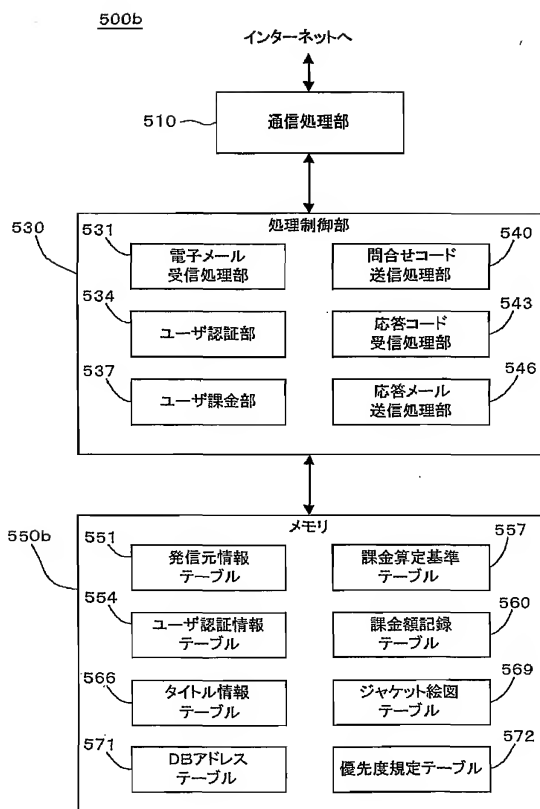 500b
インターネットへ
510
通信処理部
530
処理制御部
531
電子メール
受信処理部
540
問合せコード
送信処理部
534
ユーザ認証部
543
応答コード
受信処理部
537
ユーザ課金部
546
応答メール
送信処理部
550b
メモリ
551
発信元情報
テーブル
557
課金算定基準
テーブル
554
ユーザ認証情報
テーブル
560
課金額記録
テーブル
566
タイトル情報
テーブル
569
ジャケット絵図
テーブル
571
DBアドレス
テーブル
572
優先度規定テーブル